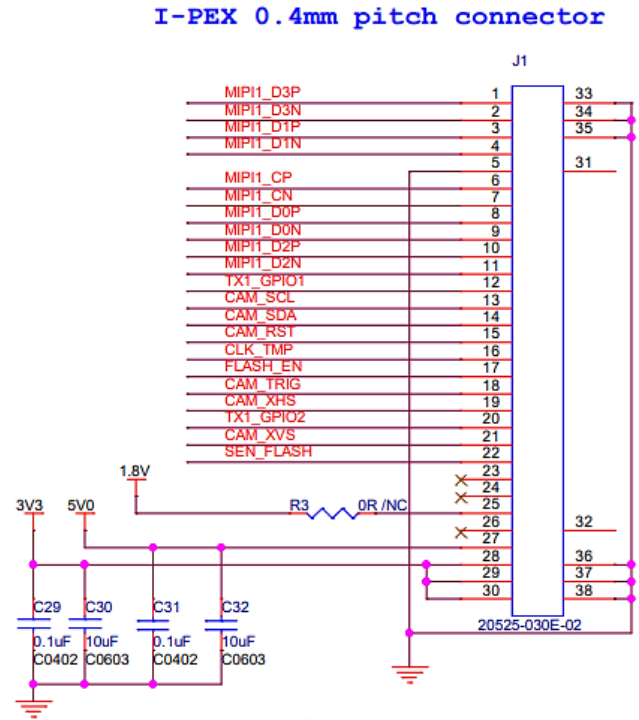 I-PEX 0.4mm pitch connector
J1
MIPI1_D3P 1 33
MIPI1_D3N 2 34
MIPI1_D1P 3 35
MIPI1_D1N 4
5 31
MIPI1_CP 6
MIPI1_CN 7
MIPI1_D0P 8
MIPI1_D0N 9
MIPI1_D2P 10
MIPI1_D2N 11
TX1_GPIO1 12
CAM_SCL 13
CAM_SDA 14
CAM_RST 15
CLK_TMP 16
FLASH_EN 17
CAM_TRIG 18
CAM_XHS 19
TX1_GPIO2 20
CAM_XVS 21
SEN_FLASH 22
1.8V 23
24
3V3 5V0 R3 0R /NC 25
26 32
27
28 36
29 37
30 38
C29 C30 C31 C32
20525-030E-02
0.1uF 10uF 0.1uF 10uF
C0402 C0603 C0402 C0603